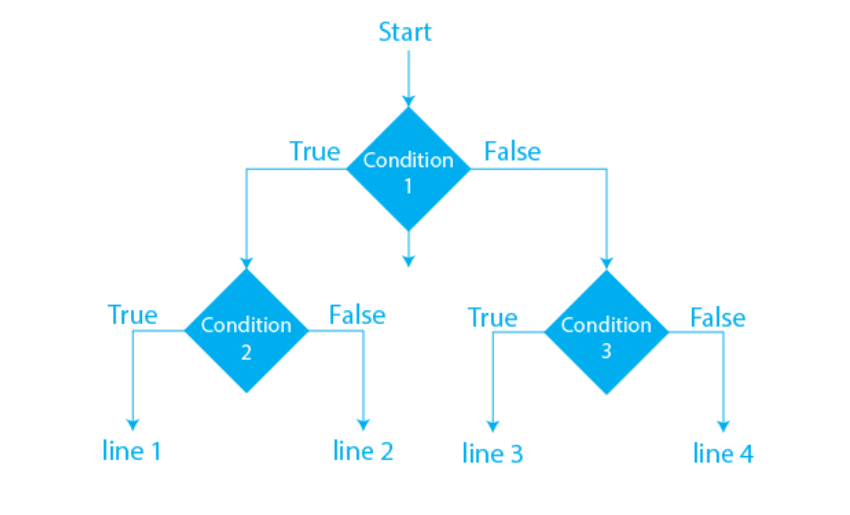 Start
True
Condition
1
False
True
Condition
2
False
True
Condition
3
False
line 1
line 2
line 3
line 4